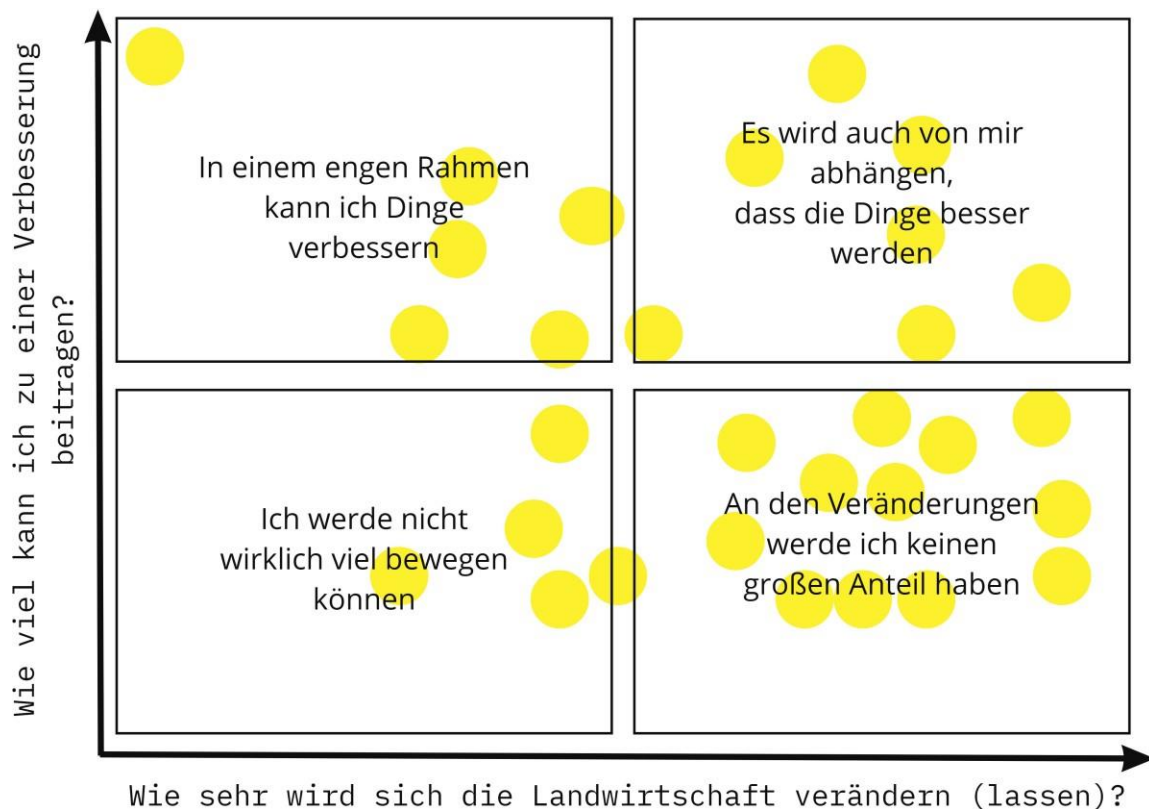 Wie viel kann ich zu einer Verbesserung
beitragen?
In einem engen Rahmen
kann ich Dinge
verbessern
Es wird auch von mir
abhängen,
dass die Dinge besser
werden
Ich werde nicht
wirklich viel bewegen
können
An den Veränderungen
werde ich keinen
großen Anteil haben
Wie sehr wird sich die Landwirtschaft verändern (lassen)?